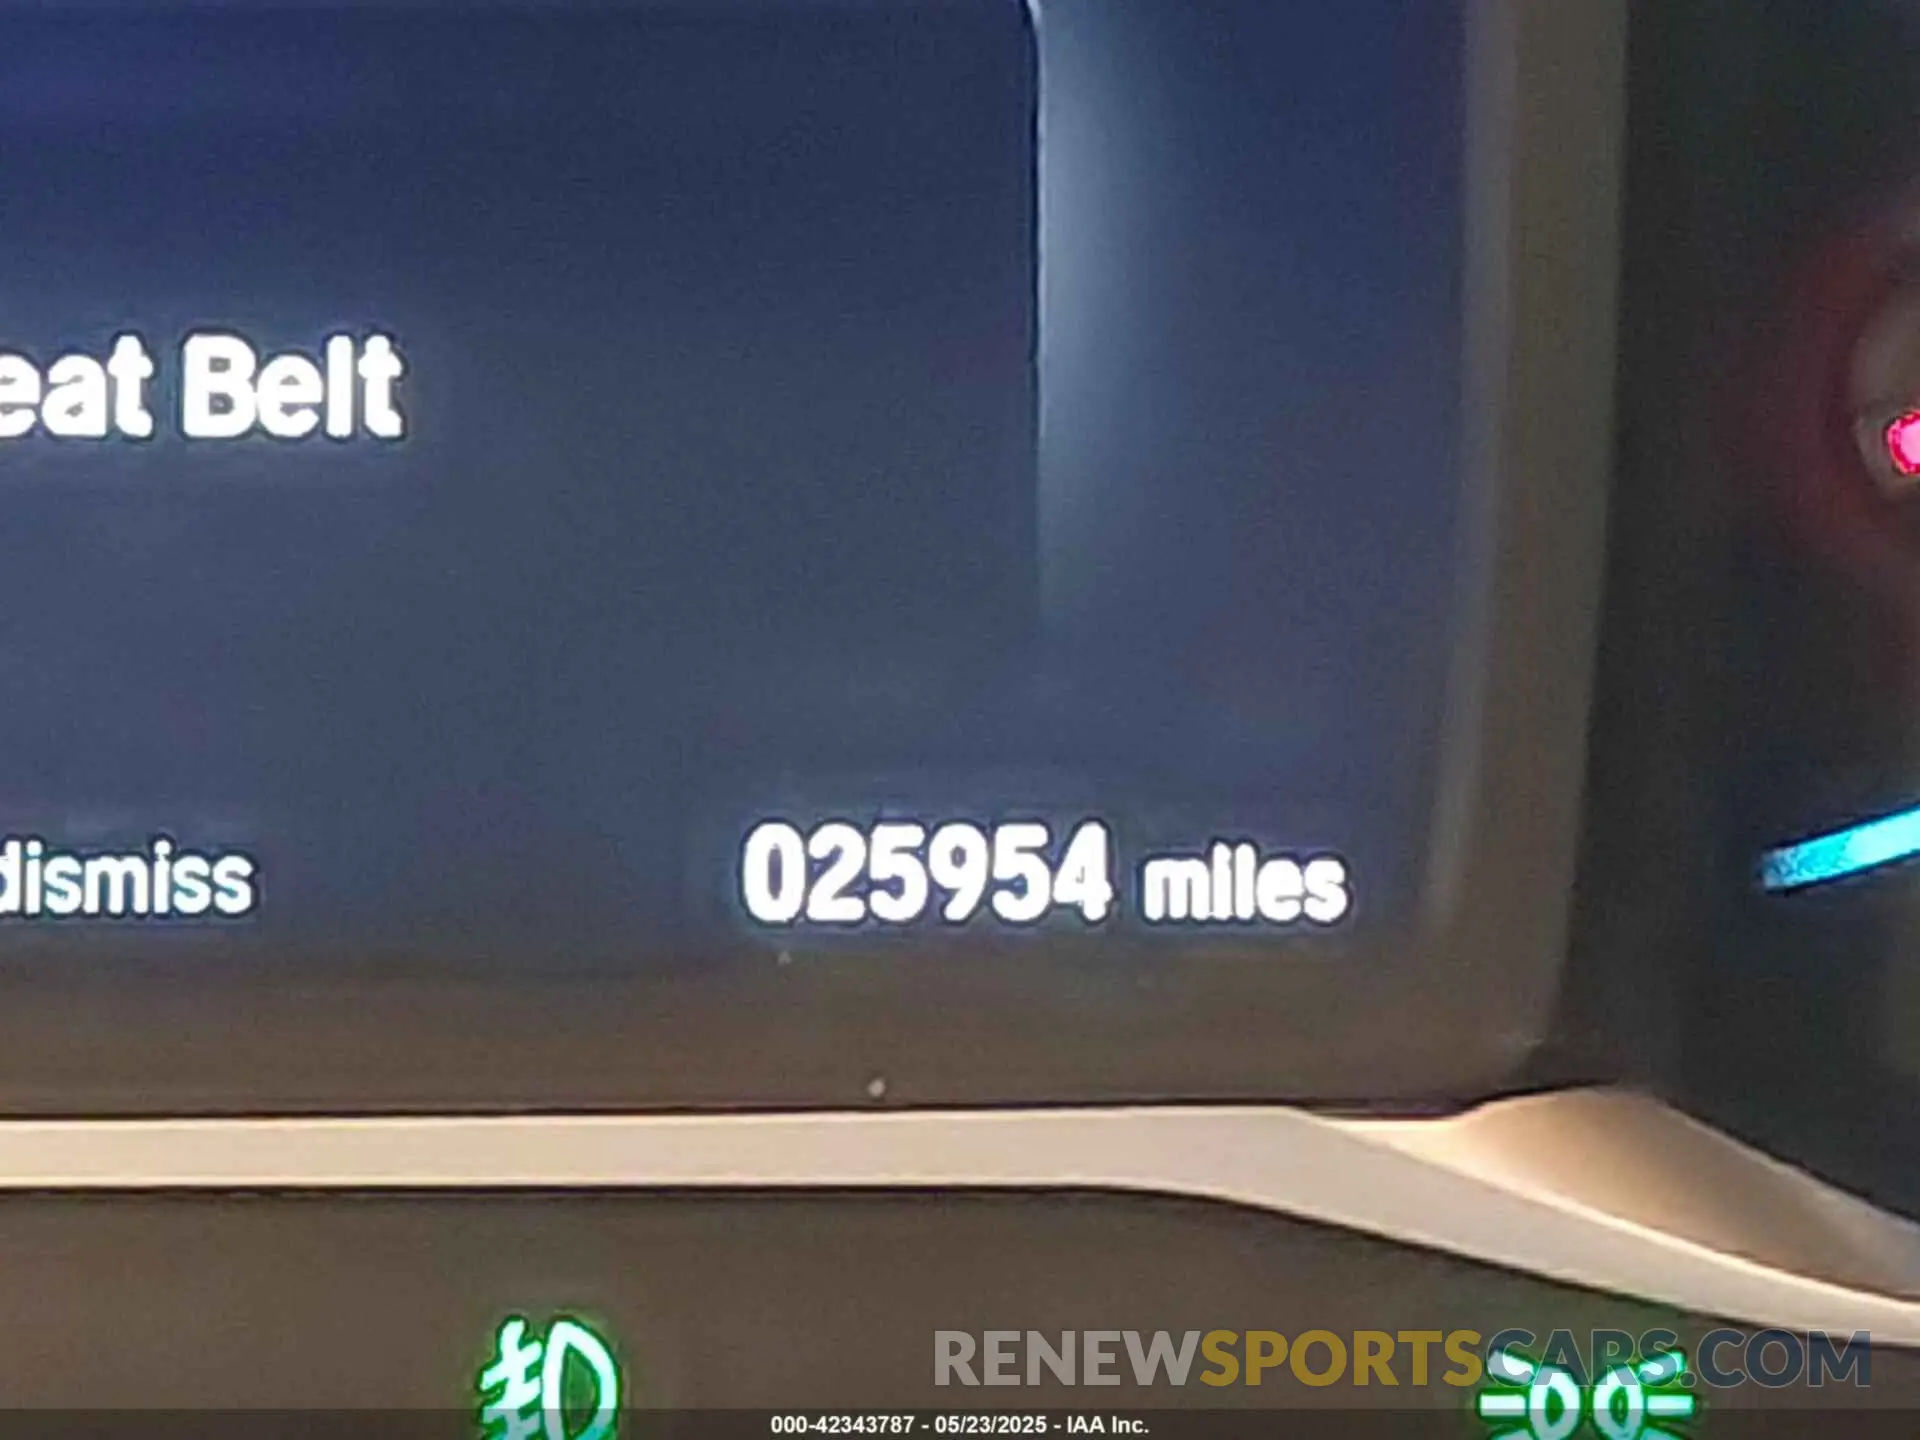 eat Belt
dismiss
025954 miles
RENEWSPORTSCARS.COM
000-42343787 - 05/23/2025 - IAA Inc.